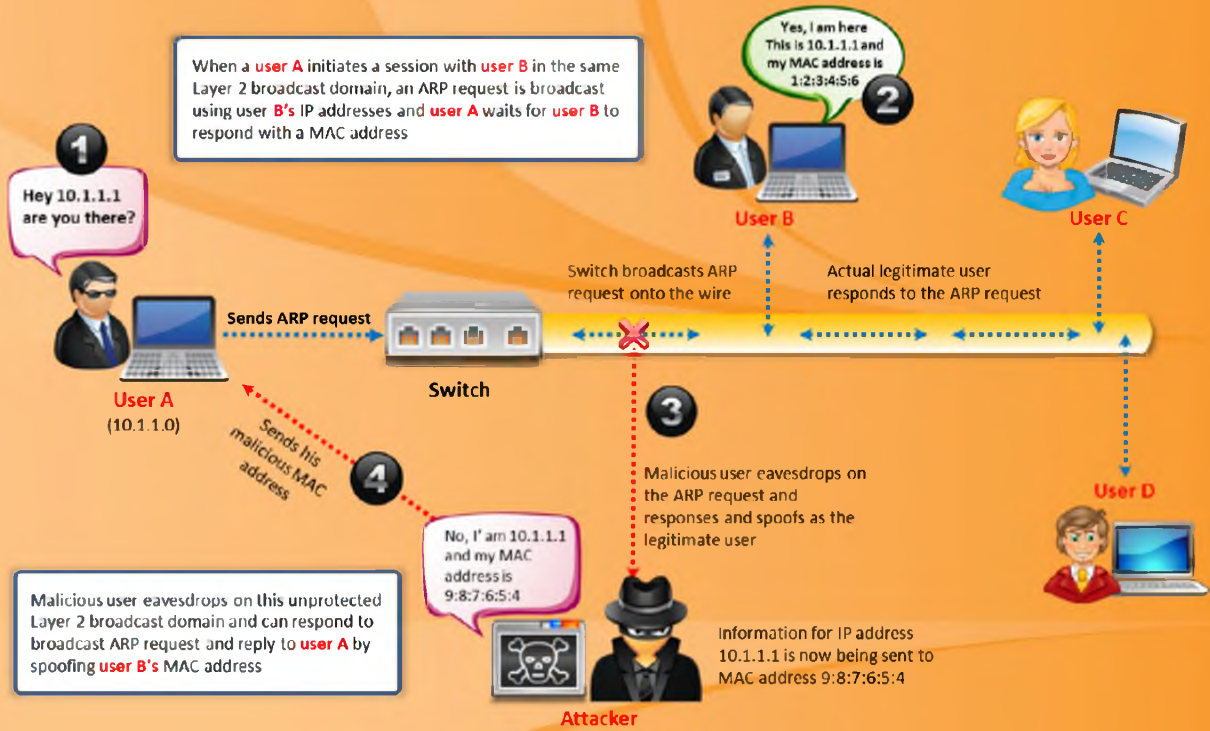 When a user A initiates a session with user B in the same
Layer 2 broadcast domain, an ARP request is broadcast
using user B's IP addresses and user A waits for user B to
respond with a MAC address
1
Hey 10.1.1.1
are you there?
Yes, I am here
This is 10.1.1.1 and
my MAC address is
1:2:3:4:5:6
2
User B
User C
Switch broadcasts ARP
request onto the wire
Actual legitimate user
responds to the ARP request
Sends ARP request
Switch
User A
(10.1.1.0)
3
Sends his
malicious MAC
address
4
Malicious user eavesdrops on
the ARP request and
responses and spoofs as the
legitimate user
User D
No, I' am 10.1.1.1
and my MAC
address is
9:8:7:6:5:4
Malicious user eavesdrops on this unprotected
Layer 2 broadcast domain and can respond to
broadcast ARP request and reply to user A by
spoofing user B's MAC address
Information for IP address
10.1.1.1 is now being sent to
MAC address 9:8:7:6:5:4
Attacker